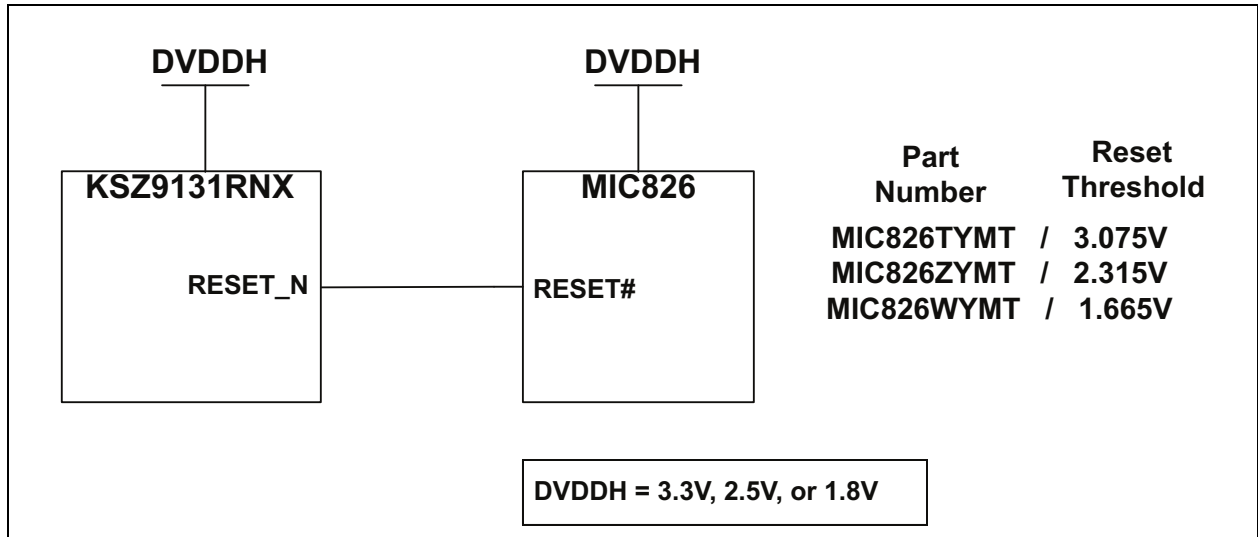 DVDDH
DVDDH
KSZ9131RNX
MIC826
RESET_N
RESET#
Part
Number
Reset
Threshold
MIC826TYMT / 3.075V
MIC826ZYMT / 2.315V
MIC826WYMT / 1.665V
DVDDH = 3.3V, 2.5V, or 1.8V